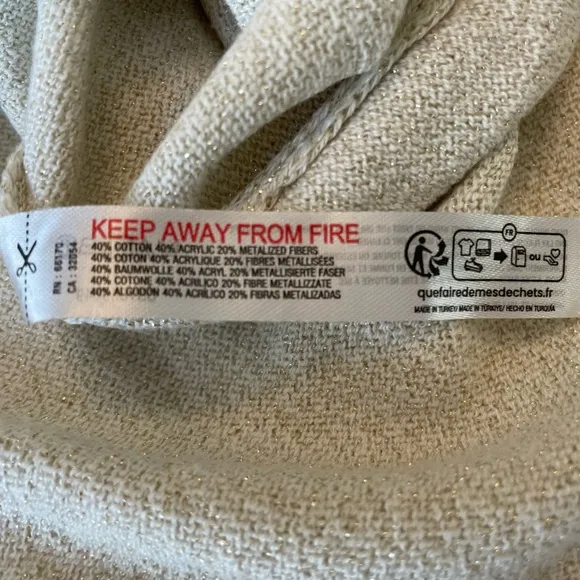 RN : 66170
CA : 32054
KEEP AWAY FROM FIRE
40% COTTON 40% ACRYLIC 20% METALIZED FIBERS
40% COTON 40% ACRYLIQUE 20% FIBRES MÉTALLISÉES
40% BAUMWOLLE 40% ACRYL 20% METALLISIERTE FASER
40% COTONE 40% ACRILICO 20% FIBRE METALLIZZATE
40% ALGODÓN 40% ACRÍLICO 20% FIBRAS METALIZADAS
FR
OU
quefairedemesdechets.fr
MADE IN TURKEY/ MADE IN TÜRKIYE/ HECHO EN TURQUÍA